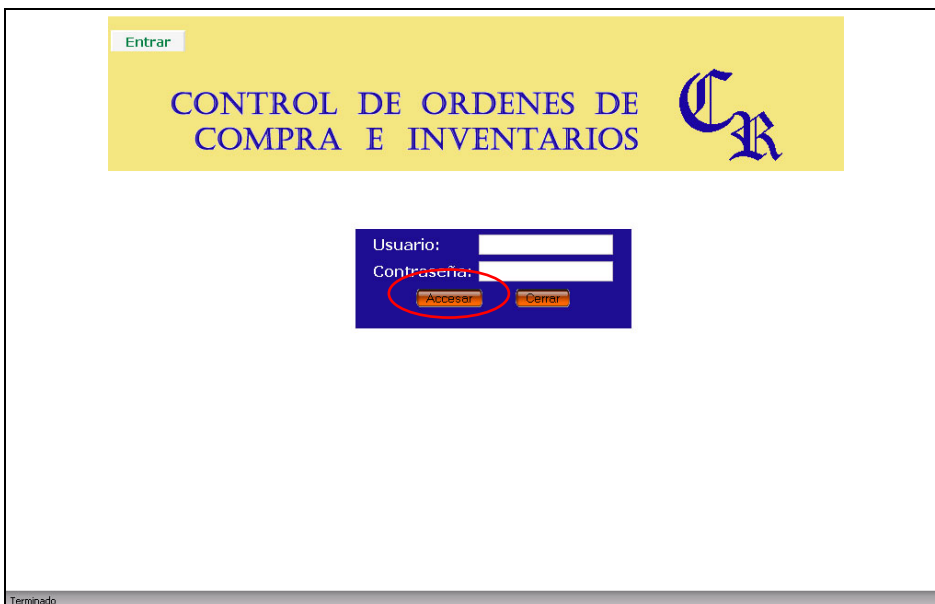 Entrar
CONTROL DE ORDENES DE
COMPRA E INVENTARIOS
CR
Usuario:
Contraseña:
Accesar Cerrar
Terminado